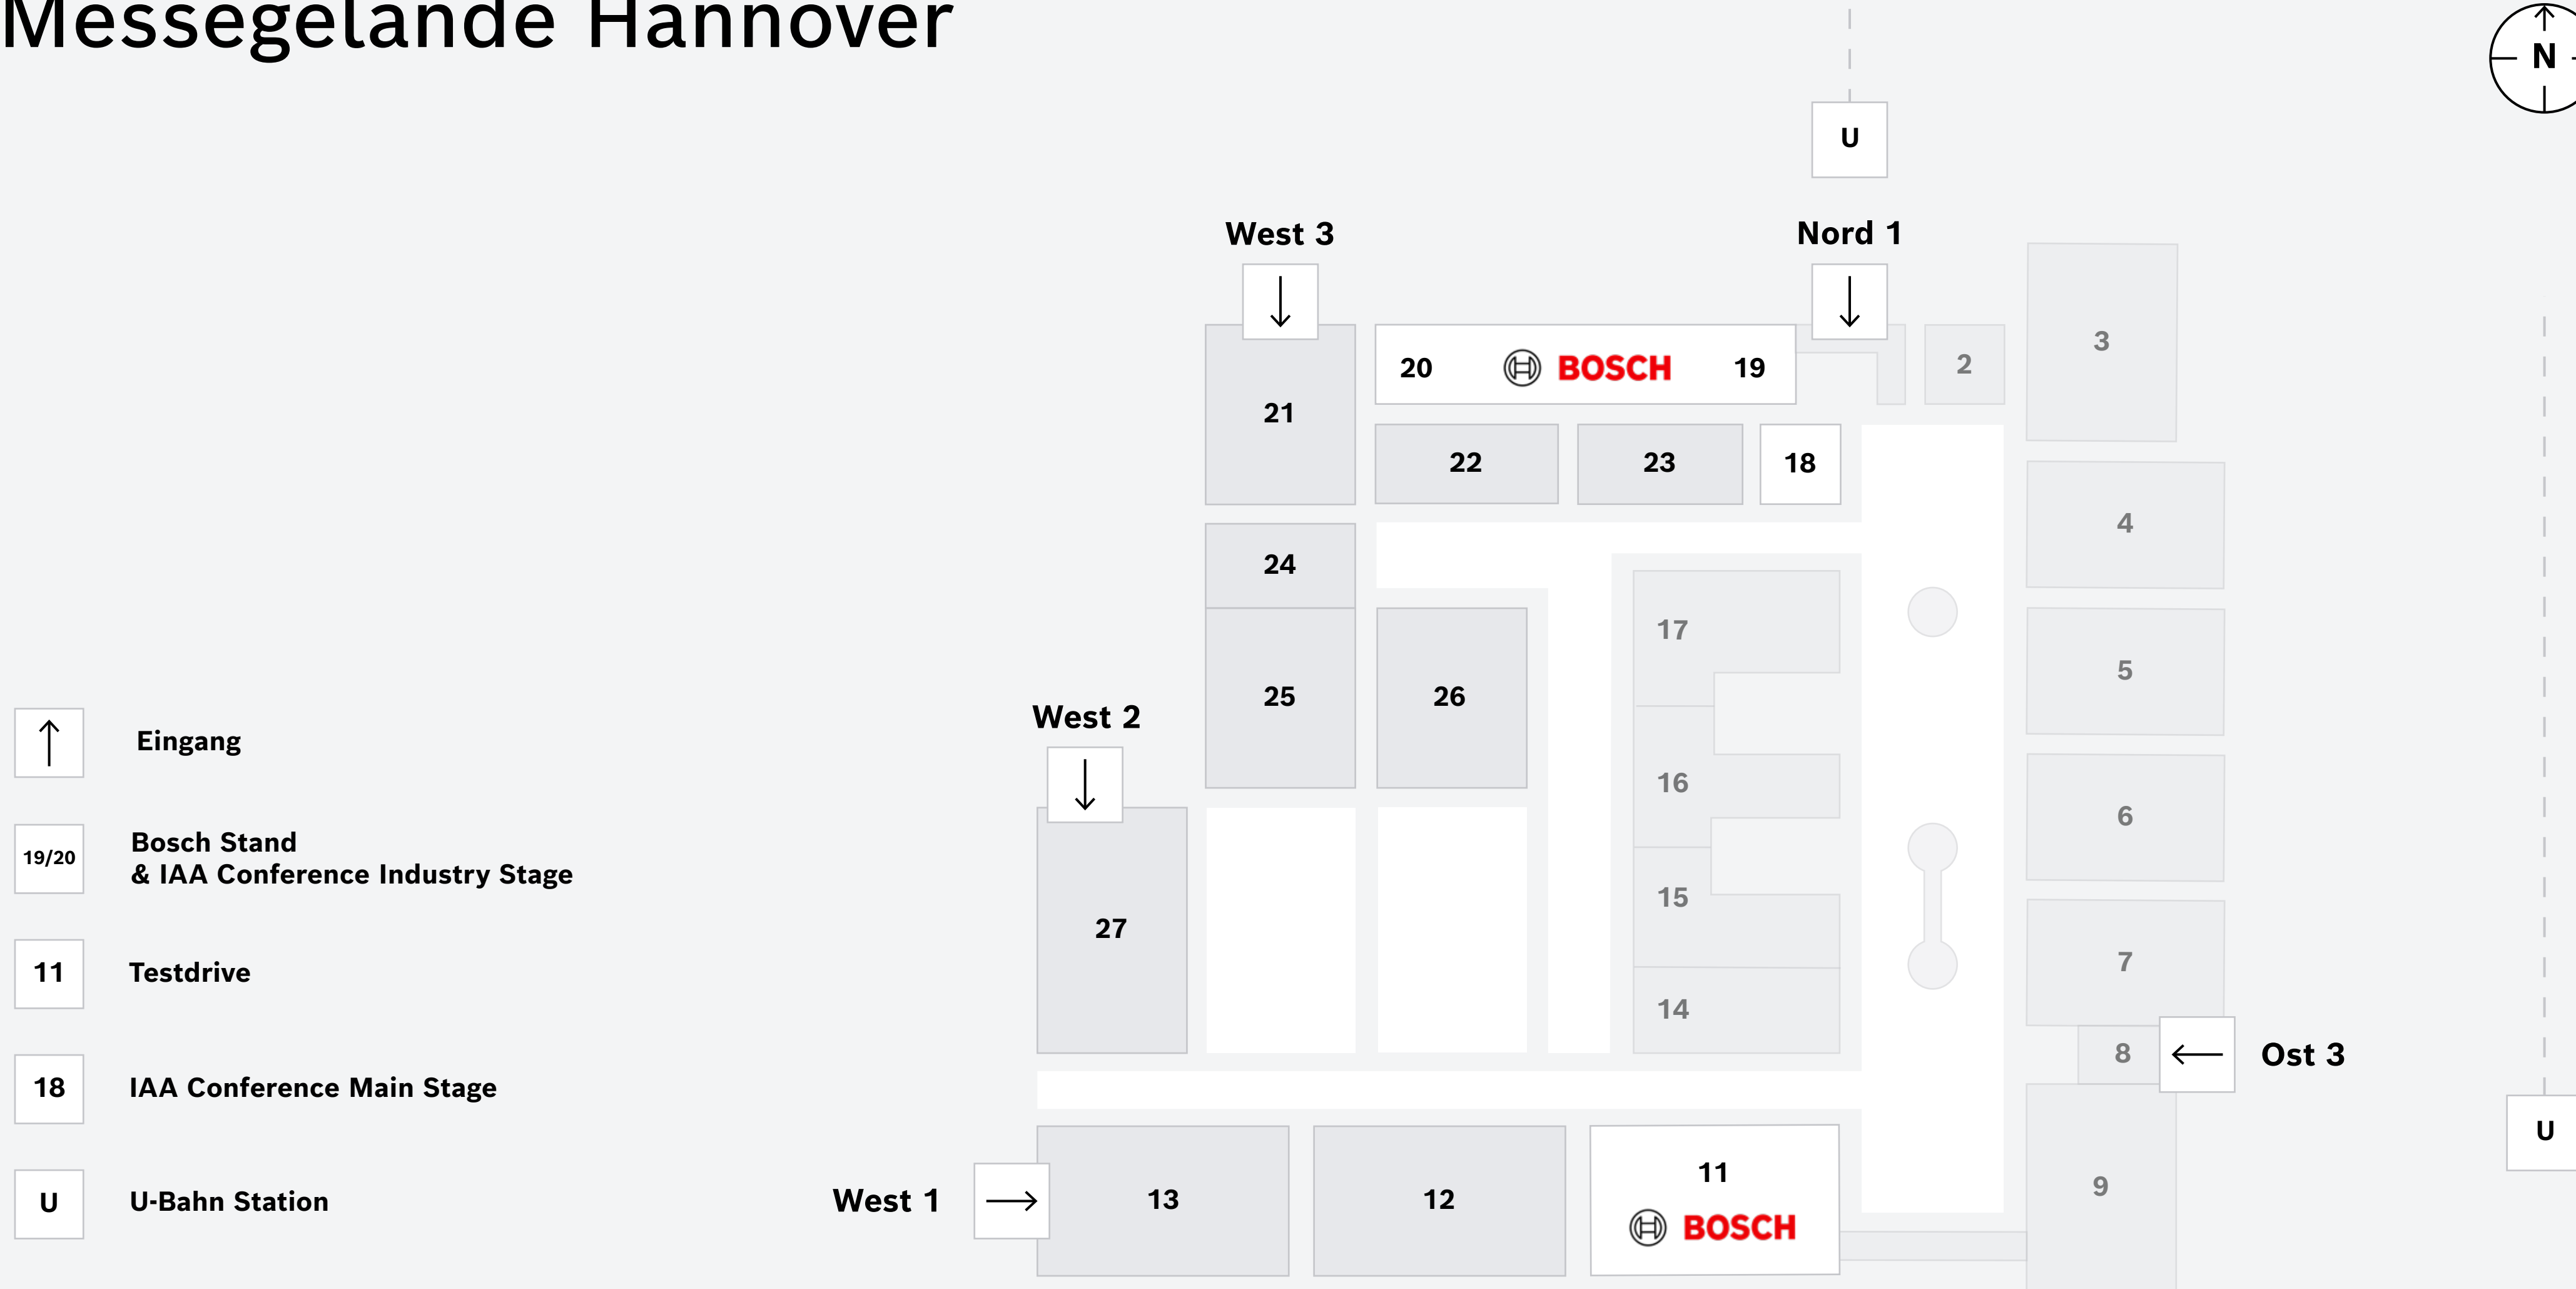 Messegelände Hannover
N
U
West 3
Nord 1
3
20
BOSCH
19
2
21
22
23
18
4
24
17
5
25
26
West 2
16
6
Eingang
Bosch Stand
19/20
& IAA Conference Industry Stage
15
27
7
11
Testdrive
14
8
Ost 3
18
IAA Conference Main Stage
U
11
9
U
U-Bahn Station
West 1
13
12
BOSCH